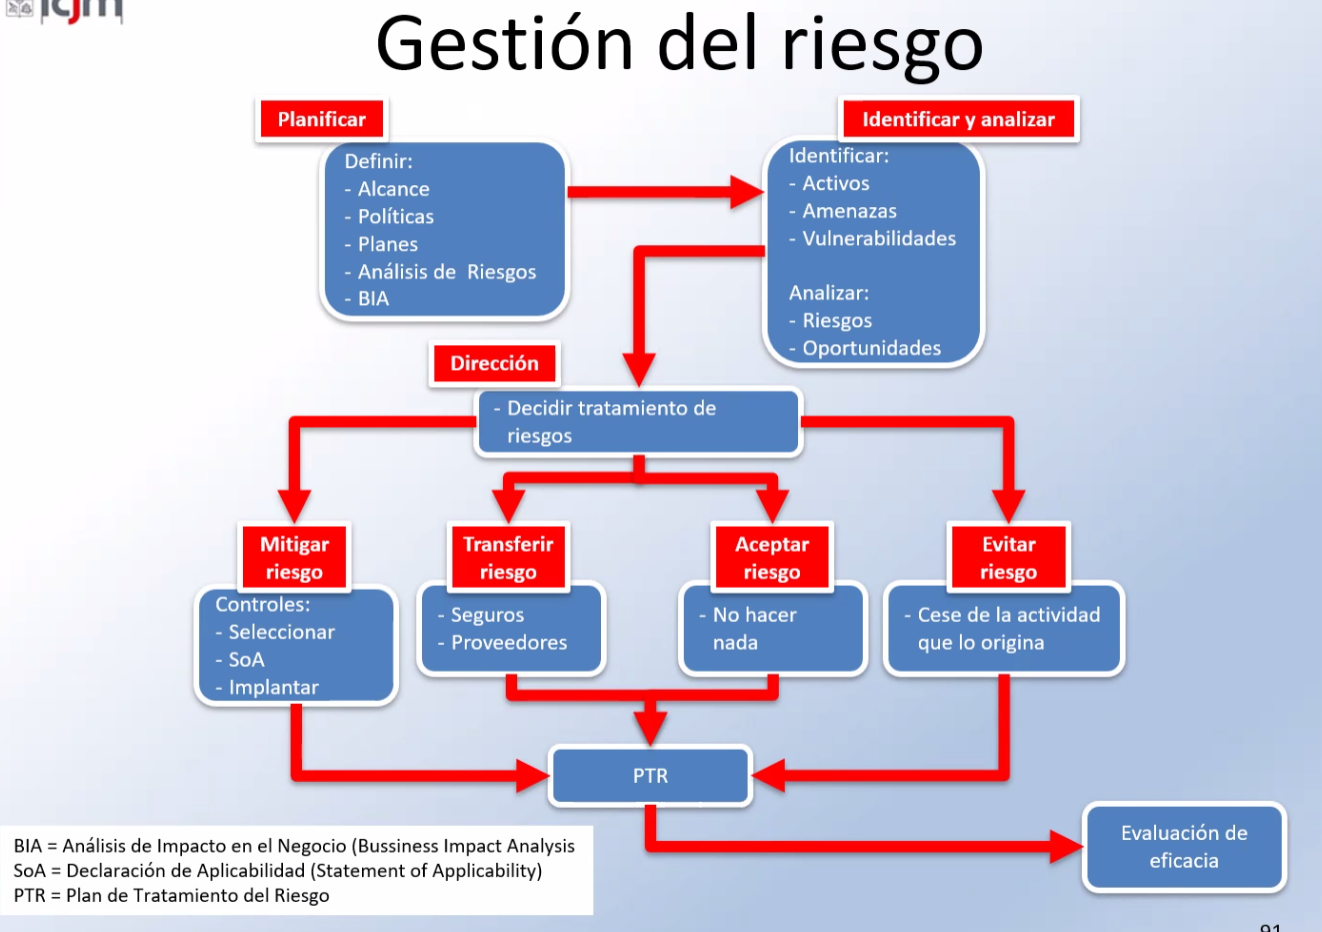 icjm
Gestión del riesgo
Planificar
Definir:
- Alcance
- Políticas
- Planes
- Análisis de Riesgos
- BIA
Identificar y analizar
Identificar:
- Activos
- Amenazas
- Vulnerabilidades
Analizar:
- Riesgos
- Oportunidades
Dirección
- Decidir tratamiento de
riesgos
Mitigar
riesgo
Controles:
- Seleccionar
- SoA
- Implantar
Transferir
riesgo
- Seguros
- Proveedores
Aceptar
riesgo
- No hacer
nada
Evitar
riesgo
- Cese de la actividad
que lo origina
PTR
Evaluación de
eficacia
BIA = Análisis de Impacto en el Negocio (Bussiness Impact Analysis
SoA = Declaración de Aplicabilidad (Statement of Applicability)
PTR = Plan de Tratamiento del Riesgo
91